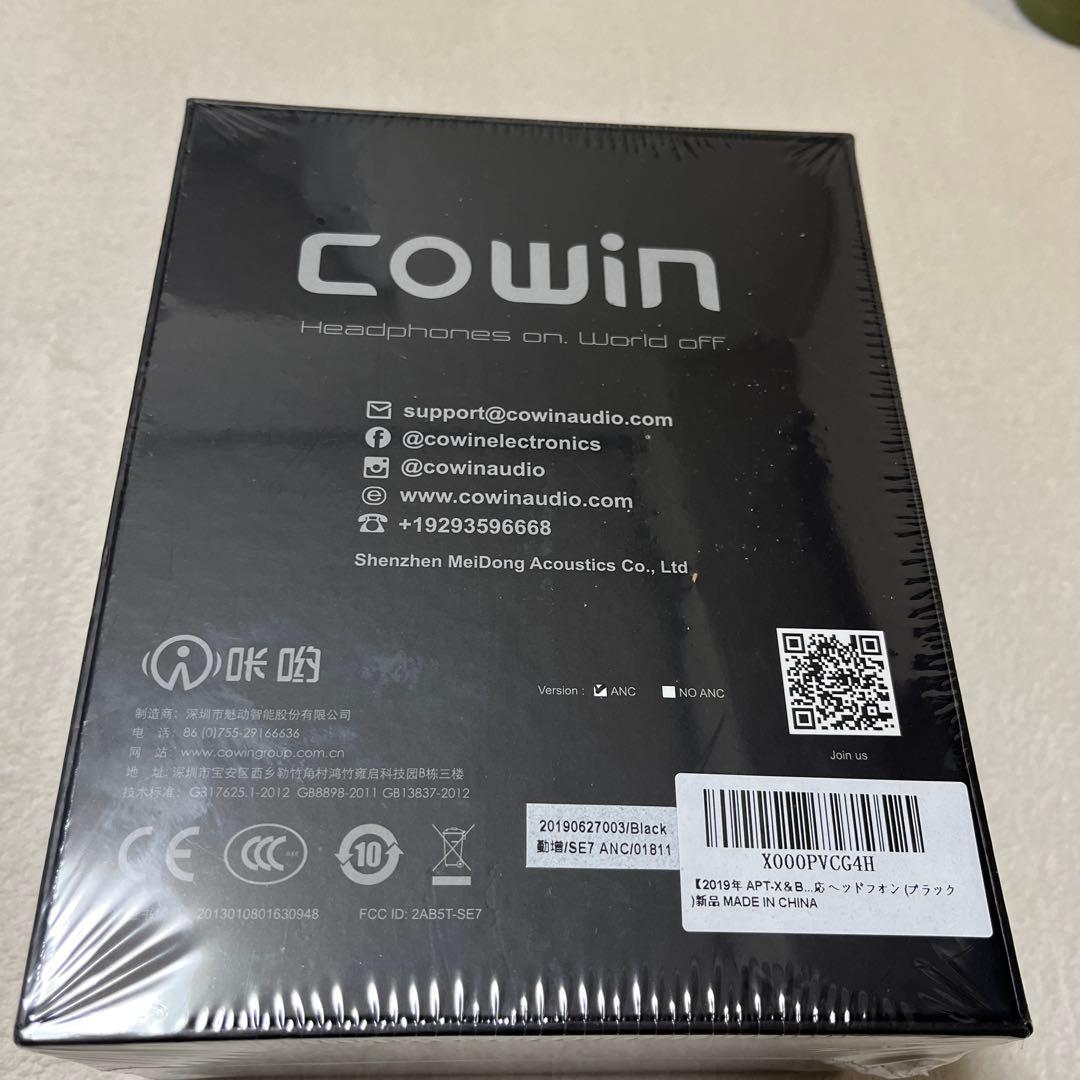 cowin
Headphones on. World off.
support@cowinaudio.com
@cowinelectronics
@cowinaudio
www.cowinaudio.com
+19293596668
Shenzhen MeiDong Acoustics Co., Ltd
咔哟
Version : ANC NO ANC
制造商: 深圳市魅动智能股份有限公司
电 话: 86 (0)755-29166636
网 站: www.cowingroup.com.cn
地 址: 深圳市宝安区西乡勒竹角村鸿竹雍启科技园B栋三楼
技术标准: GB17625.1-2012 GB8898-2011 GB13837-2012
Join us
CE
CCC
10
2013010801630948
FCC ID: 2AB5T-SE7
20190627003/Black
勤增/SE7 ANC/01811
X000PVCG4H
【2019年 APT-X＆B...応 ヘッドフオン (ブラック
)新品 MADE IN CHINA